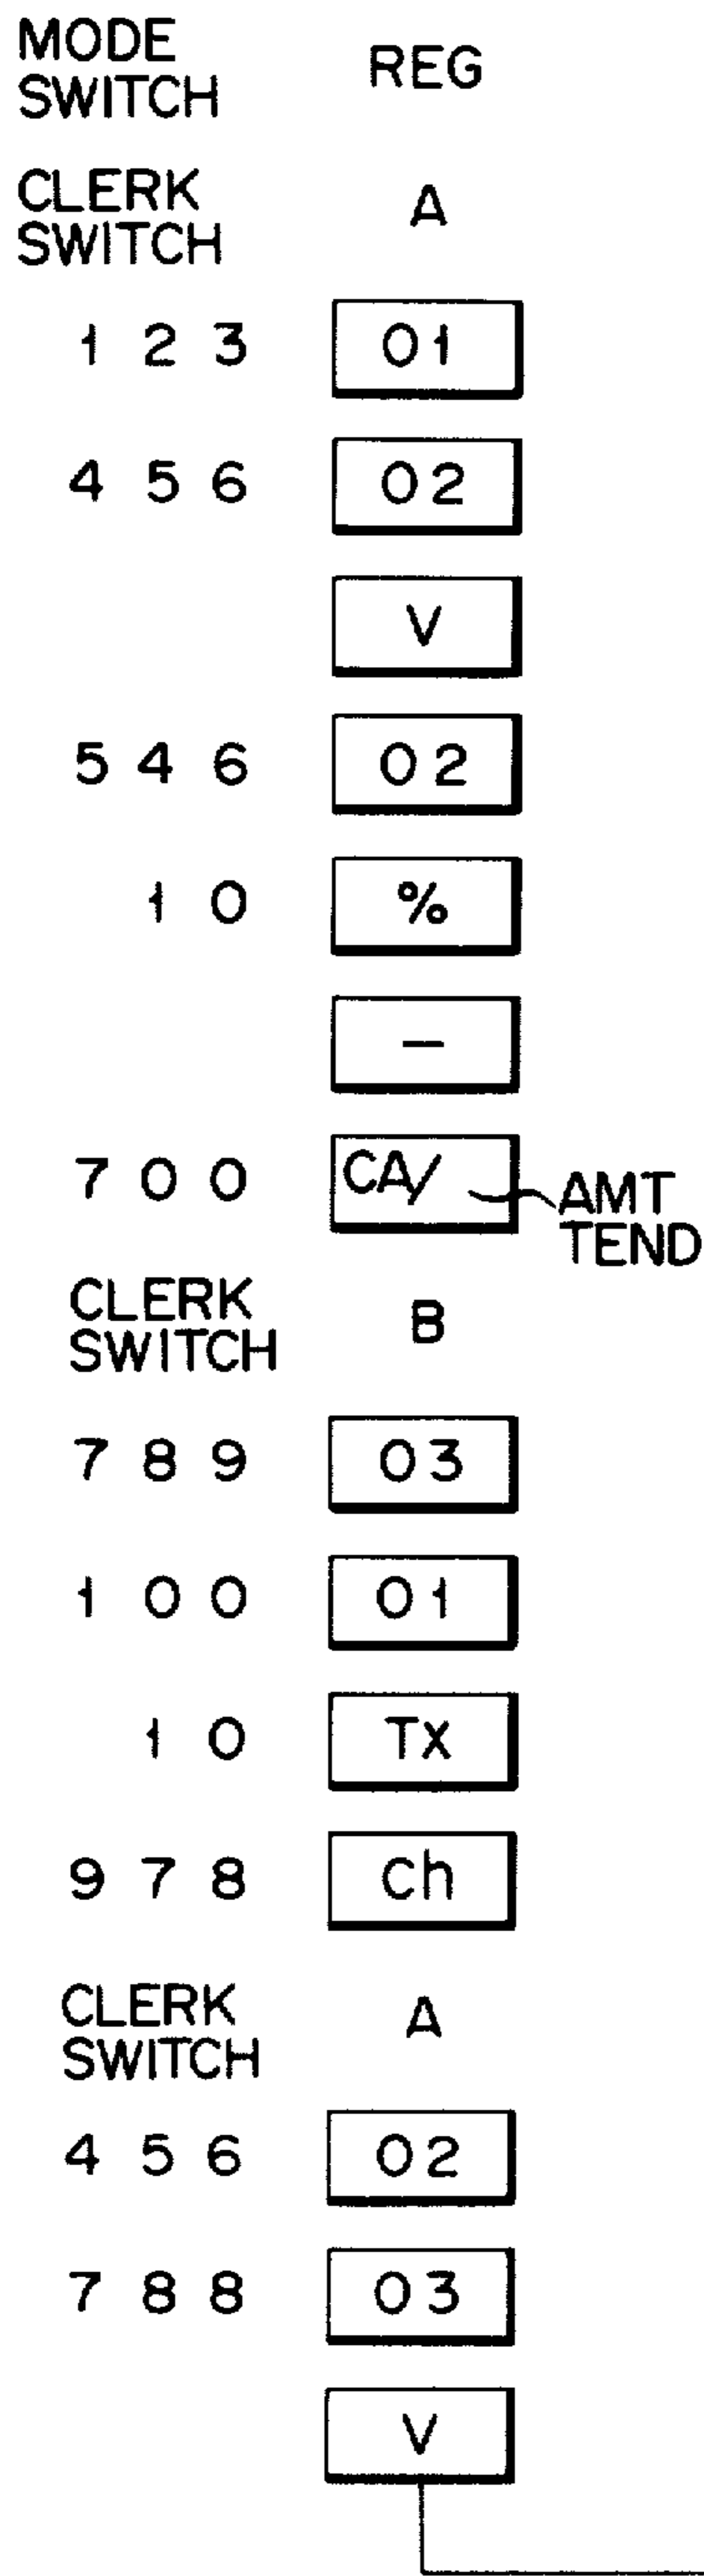 MODE
SWITCH REG
CLERK
SWITCH A
1 2 3 01
4 5 6 02
V
5 4 6 02
1 0 %
–
7 0 0 CA/ AMT
TEND
CLERK
SWITCH B
7 8 9 03
1 0 0 01
1 0 TX
9 7 8 Ch
CLERK
SWITCH A
4 5 6 02
7 8 8 03
V